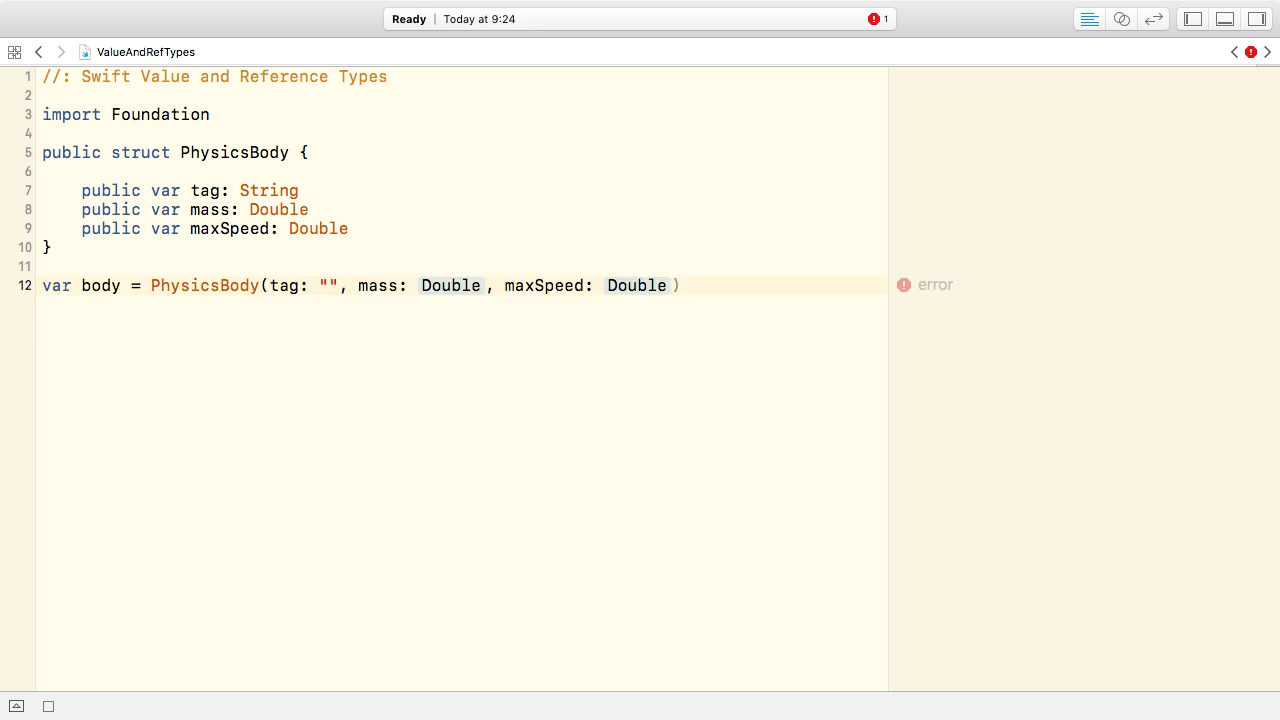 Ready | Today at 9:24 1
ValueAndRefTypes
1 //: Swift Value and Reference Types
2
3 import Foundation
4
5 public struct PhysicsBody {
6
7 public var tag: String
8 public var mass: Double
9 public var maxSpeed: Double
10 }
11
12 var body = PhysicsBody(tag: "", mass: Double, maxSpeed: Double) error